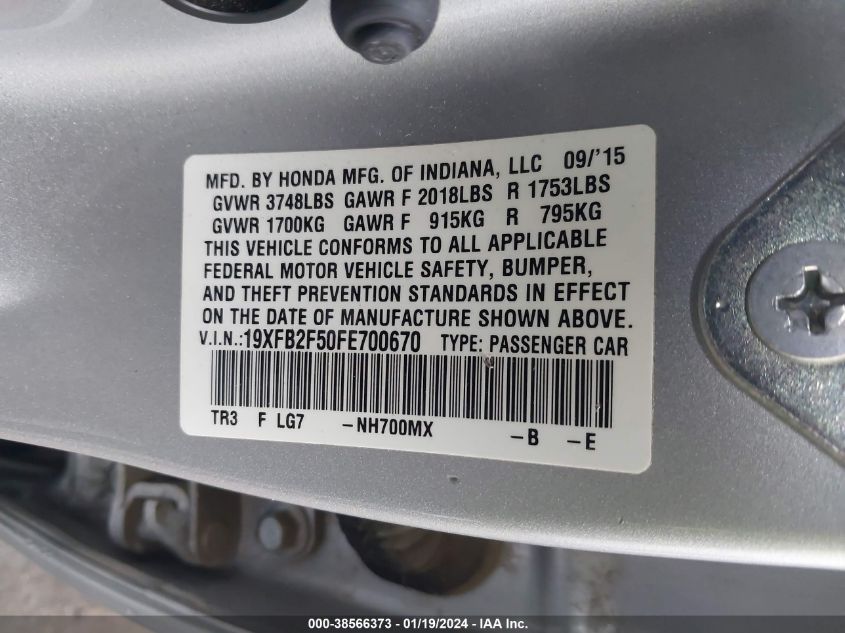 MFD. BY HONDA MFG. OF INDIANA, LLC 09/'15
GVWR 3748LBS GAWR F 2018LBS R 1753LBS
GVWR 1700KG GAWR F 915KG R 795KG
THIS VEHICLE CONFORMS TO ALL APPLICABLE
FEDERAL MOTOR VEHICLE SAFETY, BUMPER,
AND THEFT PREVENTION STANDARDS IN EFFECT
ON THE DATE OF MANUFACTURE SHOWN ABOVE.
V.I.N.:19XFB2F50FE700670 TYPE: PASSENGER CAR
TR3 F LG7 -NH700MX -B -E
000-38566373 - 01/19/2024 - IAA Inc.